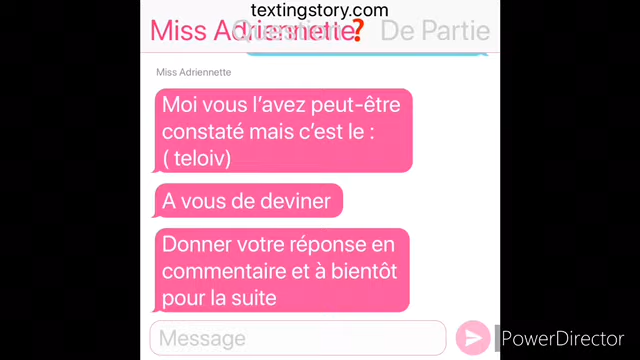 textingstory.com
Miss Adriennette Question❓ De Partie
Miss Adriennette
Moi vous l’avez peut-être
constaté mais c’est le :
( teloiv)
A vous de deviner
Donner votre réponse en
commentaire et à bientôt
pour la suite
Message
PowerDirector